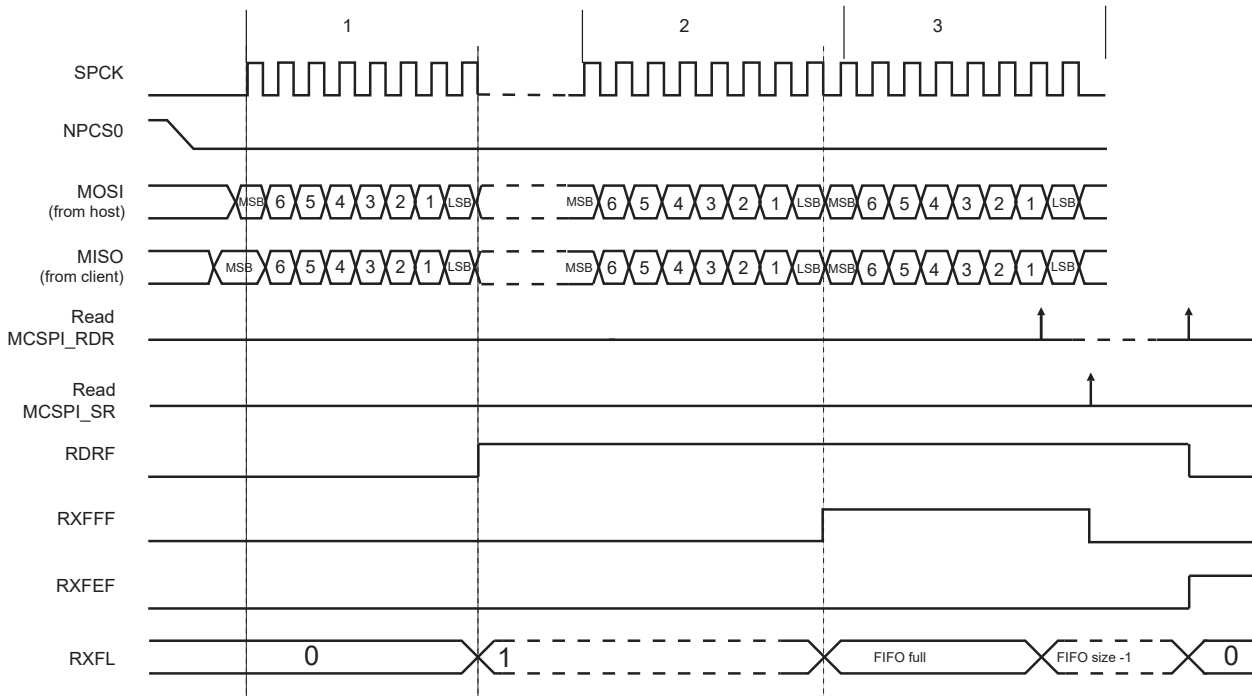 1 2 3
SPCK
NPCS0
MOSI
(from host)
MSB 6 5 4 3 2 1 LSB MSB 6 5 4 3 2 1 LSB MSB 6 5 4 3 2 1 LSB
MISO
(from client)
MSB 6 5 4 3 2 1 LSB MSB 6 5 4 3 2 1 LSB MSB 6 5 4 3 2 1 LSB
Read
MCSPI_RDR
Read
MCSPI_SR
RDRF
RXFFF
RXFEF
RXFL 0 1 FIFO full FIFO size -1 0